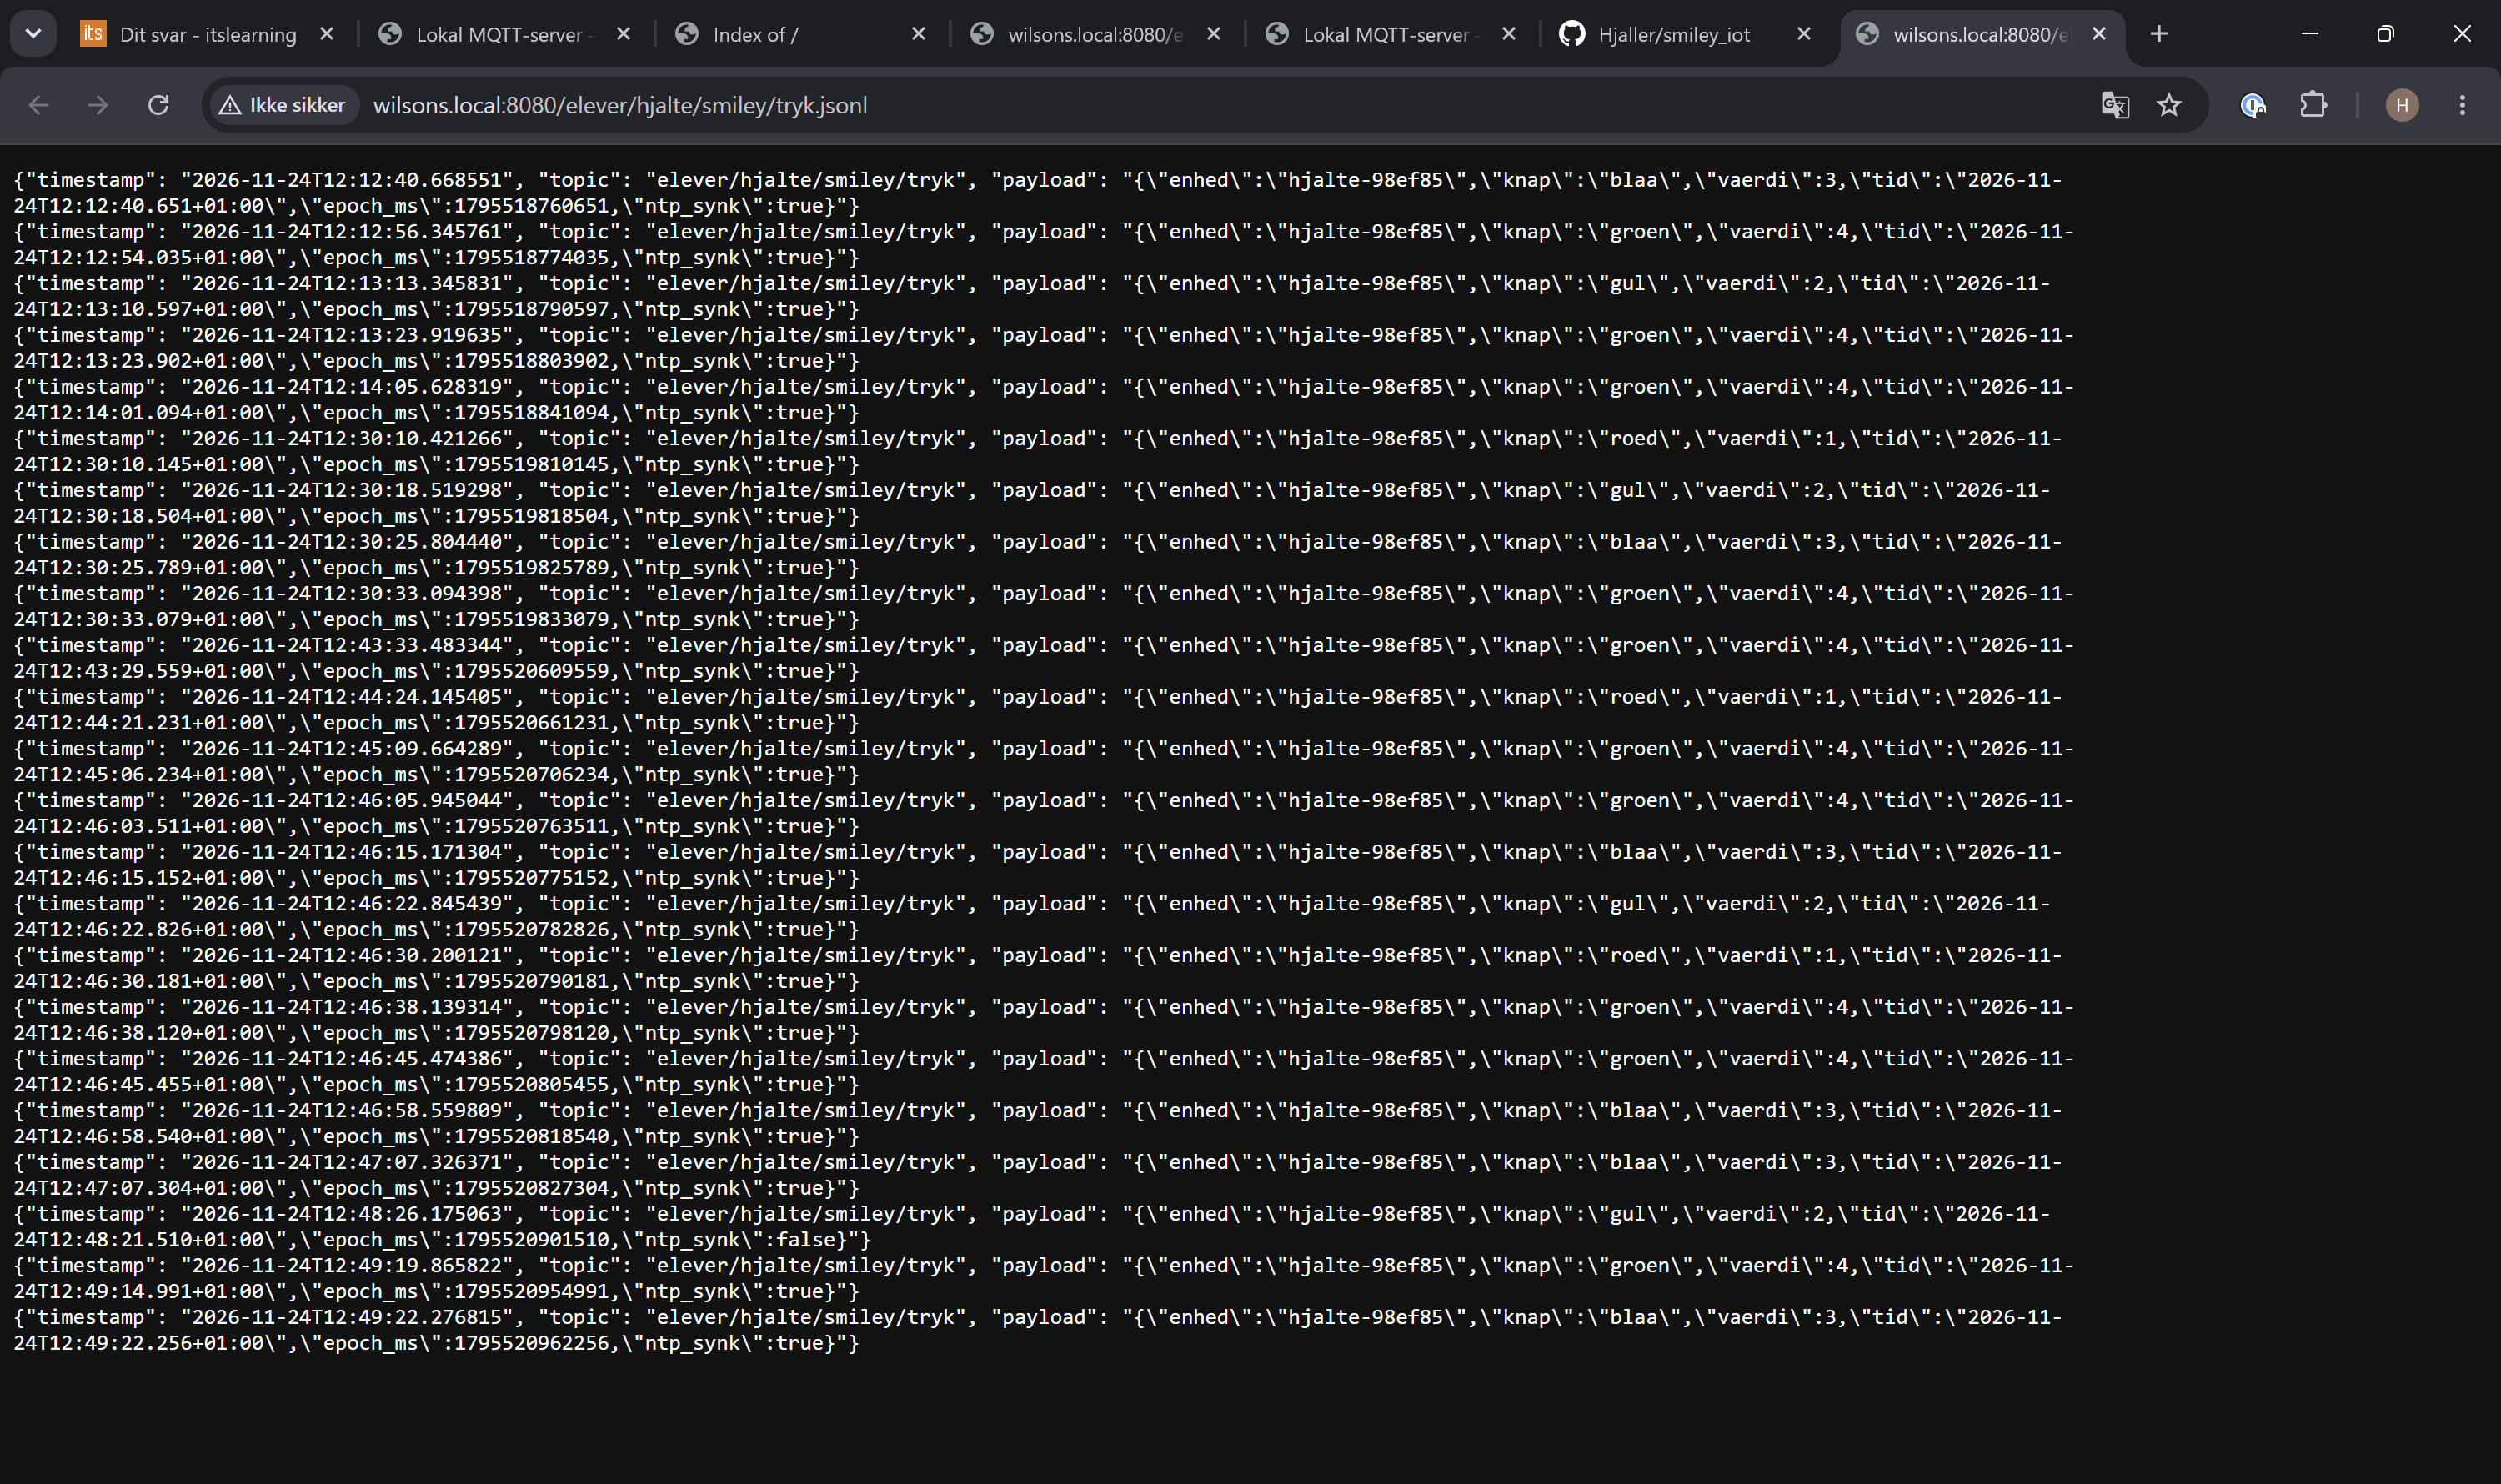 Dit svar - itslearning
Lokal MQTT-server -
Index of /
wilsons.local:8080/e
Lokal MQTT-server -
Hjaller/smiley_iot
wilsons.local:8080/e
Ikke sikker
wilsons.local:8080/elever/hjalte/smiley/tryk.jsonl
H
{"timestamp": "2026-11-24T12:12:40.668551", "topic": "elever/hjalte/smiley/tryk", "payload": "{\"enhed\":\"hjalte-98ef85\",\"knap\":\"blaa\",\"vaerdi\":3,\"tid\":\"2026-11-
24T12:12:40.651+01:00\",\"epoch_ms\":1795518760651,\"ntp_synk\":true}"}
{"timestamp": "2026-11-24T12:12:56.345761", "topic": "elever/hjalte/smiley/tryk", "payload": "{\"enhed\":\"hjalte-98ef85\",\"knap\":\"groen\",\"vaerdi\":4,\"tid\":\"2026-11-
24T12:12:54.035+01:00\",\"epoch_ms\":1795518774035,\"ntp_synk\":true}"}
{"timestamp": "2026-11-24T12:13:13.345831", "topic": "elever/hjalte/smiley/tryk", "payload": "{\"enhed\":\"hjalte-98ef85\",\"knap\":\"gul\",\"vaerdi\":2,\"tid\":\"2026-11-
24T12:13:10.597+01:00\",\"epoch_ms\":1795518790597,\"ntp_synk\":true}"}
{"timestamp": "2026-11-24T12:13:23.919635", "topic": "elever/hjalte/smiley/tryk", "payload": "{\"enhed\":\"hjalte-98ef85\",\"knap\":\"groen\",\"vaerdi\":4,\"tid\":\"2026-11-
24T12:13:23.902+01:00\",\"epoch_ms\":1795518803902,\"ntp_synk\":true}"}
{"timestamp": "2026-11-24T12:14:05.628319", "topic": "elever/hjalte/smiley/tryk", "payload": "{\"enhed\":\"hjalte-98ef85\",\"knap\":\"groen\",\"vaerdi\":4,\"tid\":\"2026-11-
24T12:14:01.094+01:00\",\"epoch_ms\":1795518841094,\"ntp_synk\":true}"}
{"timestamp": "2026-11-24T12:30:10.421266", "topic": "elever/hjalte/smiley/tryk", "payload": "{\"enhed\":\"hjalte-98ef85\",\"knap\":\"roed\",\"vaerdi\":1,\"tid\":\"2026-11-
24T12:30:10.145+01:00\",\"epoch_ms\":1795519810145,\"ntp_synk\":true}"}
{"timestamp": "2026-11-24T12:30:18.519298", "topic": "elever/hjalte/smiley/tryk", "payload": "{\"enhed\":\"hjalte-98ef85\",\"knap\":\"gul\",\"vaerdi\":2,\"tid\":\"2026-11-
24T12:30:18.504+01:00\",\"epoch_ms\":1795519818504,\"ntp_synk\":true}"}
{"timestamp": "2026-11-24T12:30:25.804440", "topic": "elever/hjalte/smiley/tryk", "payload": "{\"enhed\":\"hjalte-98ef85\",\"knap\":\"blaa\",\"vaerdi\":3,\"tid\":\"2026-11-
24T12:30:25.789+01:00\",\"epoch_ms\":1795519825789,\"ntp_synk\":true}"}
{"timestamp": "2026-11-24T12:30:33.094398", "topic": "elever/hjalte/smiley/tryk", "payload": "{\"enhed\":\"hjalte-98ef85\",\"knap\":\"groen\",\"vaerdi\":4,\"tid\":\"2026-11-
24T12:30:33.079+01:00\",\"epoch_ms\":1795519833079,\"ntp_synk\":true}"}
{"timestamp": "2026-11-24T12:43:33.483344", "topic": "elever/hjalte/smiley/tryk", "payload": "{\"enhed\":\"hjalte-98ef85\",\"knap\":\"groen\",\"vaerdi\":4,\"tid\":\"2026-11-
24T12:43:29.559+01:00\",\"epoch_ms\":1795520609559,\"ntp_synk\":true}"}
{"timestamp": "2026-11-24T12:44:24.145405", "topic": "elever/hjalte/smiley/tryk", "payload": "{\"enhed\":\"hjalte-98ef85\",\"knap\":\"roed\",\"vaerdi\":1,\"tid\":\"2026-11-
24T12:44:21.231+01:00\",\"epoch_ms\":1795520661231,\"ntp_synk\":true}"}
{"timestamp": "2026-11-24T12:45:09.664289", "topic": "elever/hjalte/smiley/tryk", "payload": "{\"enhed\":\"hjalte-98ef85\",\"knap\":\"groen\",\"vaerdi\":4,\"tid\":\"2026-11-
24T12:45:06.234+01:00\",\"epoch_ms\":1795520706234,\"ntp_synk\":true}"}
{"timestamp": "2026-11-24T12:46:05.945044", "topic": "elever/hjalte/smiley/tryk", "payload": "{\"enhed\":\"hjalte-98ef85\",\"knap\":\"groen\",\"vaerdi\":4,\"tid\":\"2026-11-
24T12:46:03.511+01:00\",\"epoch_ms\":1795520763511,\"ntp_synk\":true}"}
{"timestamp": "2026-11-24T12:46:15.171304", "topic": "elever/hjalte/smiley/tryk", "payload": "{\"enhed\":\"hjalte-98ef85\",\"knap\":\"blaa\",\"vaerdi\":3,\"tid\":\"2026-11-
24T12:46:15.152+01:00\",\"epoch_ms\":1795520775152,\"ntp_synk\":true}"}
{"timestamp": "2026-11-24T12:46:22.845439", "topic": "elever/hjalte/smiley/tryk", "payload": "{\"enhed\":\"hjalte-98ef85\",\"knap\":\"gul\",\"vaerdi\":2,\"tid\":\"2026-11-
24T12:46:22.826+01:00\",\"epoch_ms\":1795520782826,\"ntp_synk\":true}"}
{"timestamp": "2026-11-24T12:46:30.200121", "topic": "elever/hjalte/smiley/tryk", "payload": "{\"enhed\":\"hjalte-98ef85\",\"knap\":\"roed\",\"vaerdi\":1,\"tid\":\"2026-11-
24T12:46:30.181+01:00\",\"epoch_ms\":1795520790181,\"ntp_synk\":true}"}
{"timestamp": "2026-11-24T12:46:38.139314", "topic": "elever/hjalte/smiley/tryk", "payload": "{\"enhed\":\"hjalte-98ef85\",\"knap\":\"groen\",\"vaerdi\":4,\"tid\":\"2026-11-
24T12:46:38.120+01:00\",\"epoch_ms\":1795520798120,\"ntp_synk\":true}"}
{"timestamp": "2026-11-24T12:46:45.474386", "topic": "elever/hjalte/smiley/tryk", "payload": "{\"enhed\":\"hjalte-98ef85\",\"knap\":\"groen\",\"vaerdi\":4,\"tid\":\"2026-11-
24T12:46:45.455+01:00\",\"epoch_ms\":1795520805455,\"ntp_synk\":true}"}
{"timestamp": "2026-11-24T12:46:58.559809", "topic": "elever/hjalte/smiley/tryk", "payload": "{\"enhed\":\"hjalte-98ef85\",\"knap\":\"blaa\",\"vaerdi\":3,\"tid\":\"2026-11-
24T12:46:58.540+01:00\",\"epoch_ms\":1795520818540,\"ntp_synk\":true}"}
{"timestamp": "2026-11-24T12:47:07.326371", "topic": "elever/hjalte/smiley/tryk", "payload": "{\"enhed\":\"hjalte-98ef85\",\"knap\":\"blaa\",\"vaerdi\":3,\"tid\":\"2026-11-
24T12:47:07.304+01:00\",\"epoch_ms\":1795520827304,\"ntp_synk\":true}"}
{"timestamp": "2026-11-24T12:48:26.175063", "topic": "elever/hjalte/smiley/tryk", "payload": "{\"enhed\":\"hjalte-98ef85\",\"knap\":\"gul\",\"vaerdi\":2,\"tid\":\"2026-11-
24T12:48:21.510+01:00\",\"epoch_ms\":1795520901510,\"ntp_synk\":false}"}
{"timestamp": "2026-11-24T12:49:19.865822", "topic": "elever/hjalte/smiley/tryk", "payload": "{\"enhed\":\"hjalte-98ef85\",\"knap\":\"groen\",\"vaerdi\":4,\"tid\":\"2026-11-
24T12:49:14.991+01:00\",\"epoch_ms\":1795520954991,\"ntp_synk\":true}"}
{"timestamp": "2026-11-24T12:49:22.276815", "topic": "elever/hjalte/smiley/tryk", "payload": "{\"enhed\":\"hjalte-98ef85\",\"knap\":\"blaa\",\"vaerdi\":3,\"tid\":\"2026-11-
24T12:49:22.256+01:00\",\"epoch_ms\":1795520962256,\"ntp_synk\":true}"}